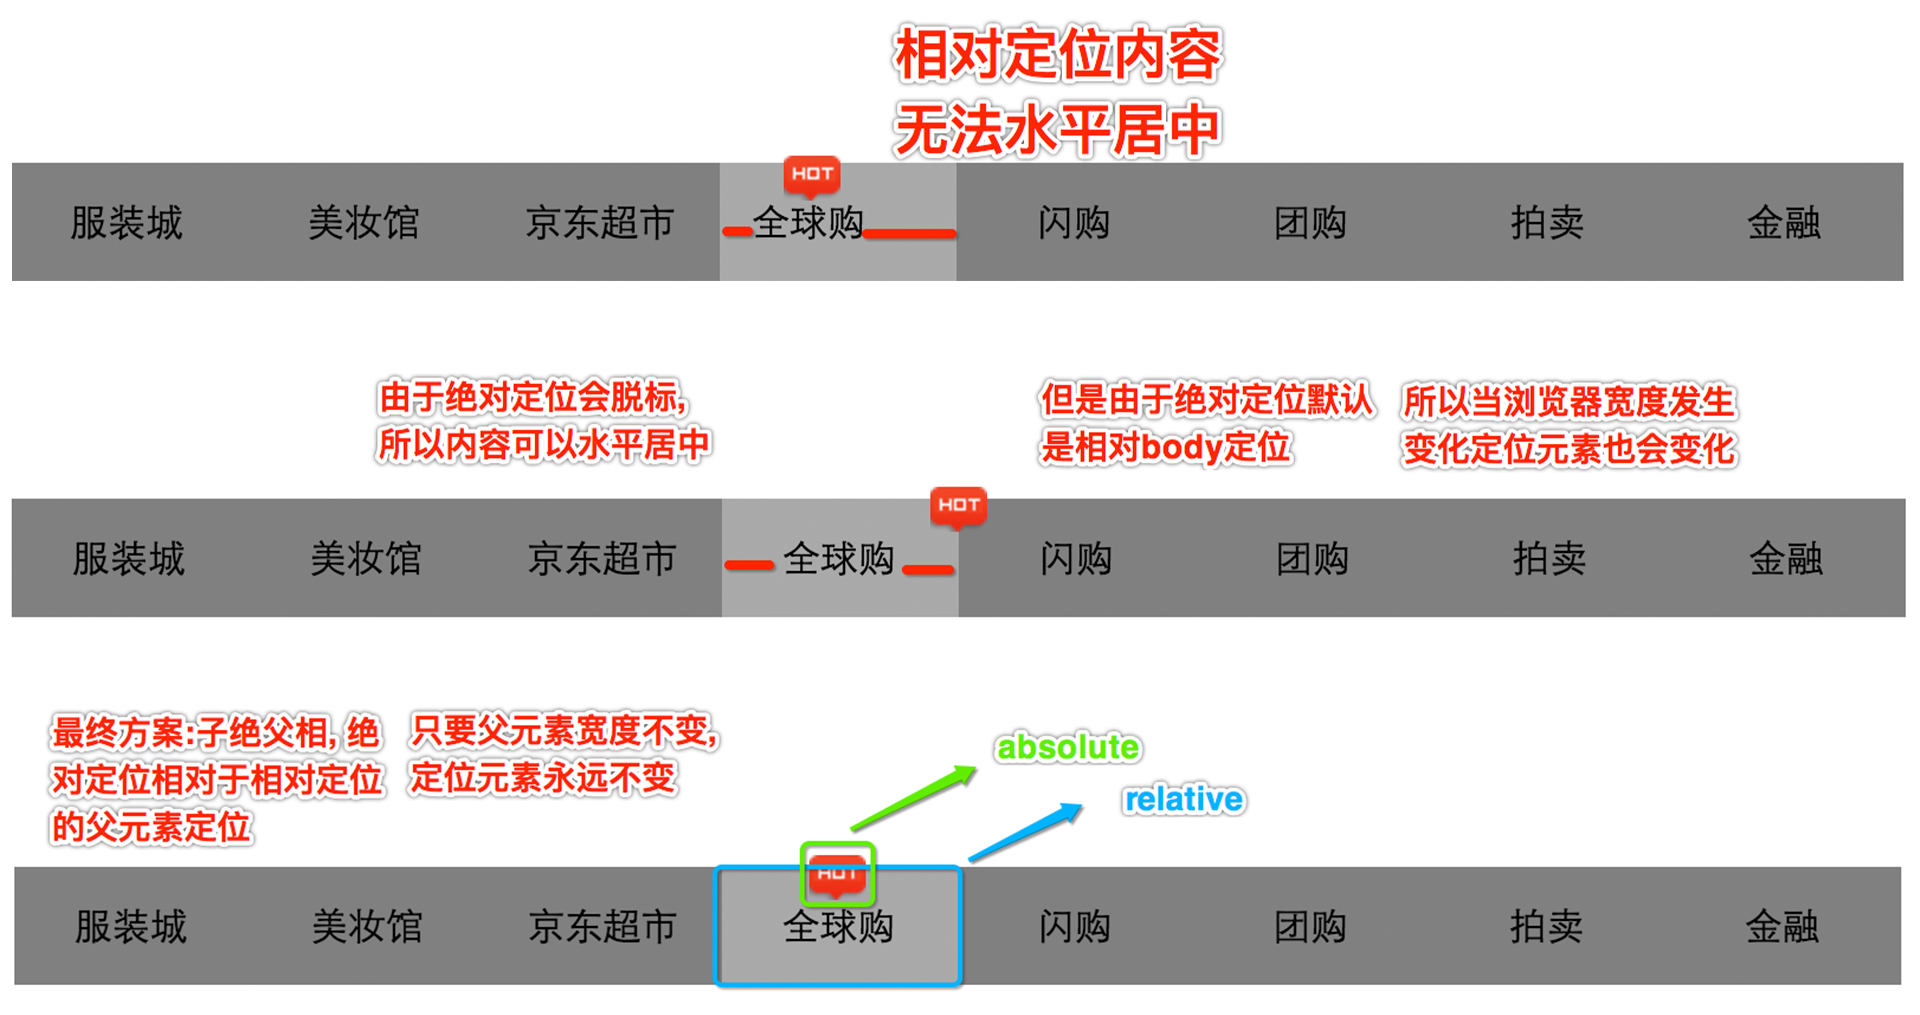 相对定位内容
无法水平居中
HOT
服装城 美妆馆 京东超市 全球购 闪购 团购 拍卖 金融
由于绝对定位会脱标,
所以内容可以水平居中
但是由于绝对定位默认
是相对body定位
所以当浏览器宽度发生
变化定位元素也会变化
HOT
服装城 美妆馆 京东超市 全球购 闪购 团购 拍卖 金融
最终方案:子绝父相, 绝
对定位相对于相对定位
的父元素定位
只要父元素宽度不变,
定位元素永远不变
absolute
relative
HOT
服装城 美妆馆 京东超市 全球购 闪购 团购 拍卖 金融